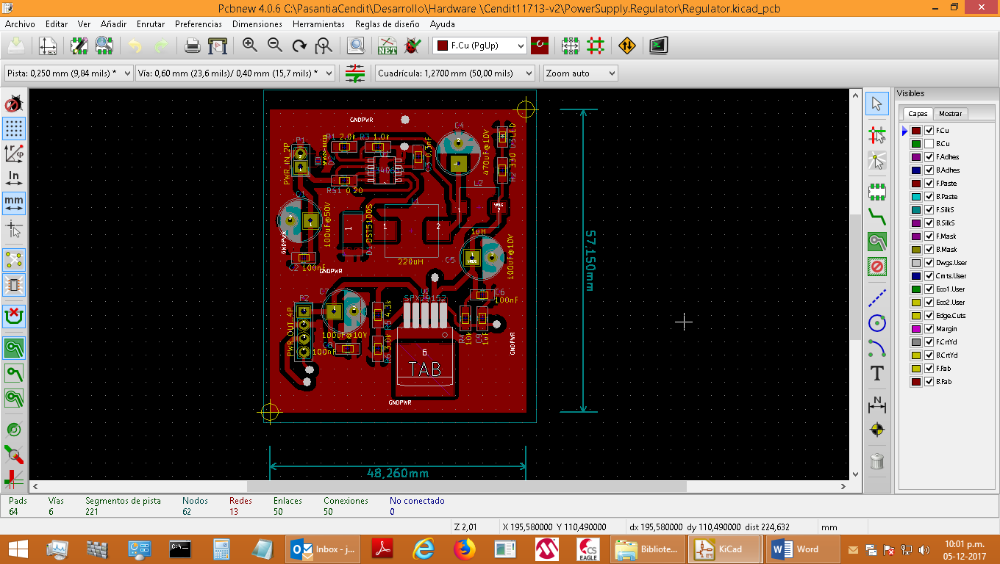 Pcbnew 4.0.6 C:\PasantiaCendit\Desarrollo\Hardware \Cendit11713-v2\PowerSupply.Regulator\Regulator.kicad_pcb
Archivo Editar Ver Añadir Enrutar Preferencias Dimensiones Herramientas Reglas de diseño Ayuda
NET
F.Cu (PgUp)
Pista: 0,250 mm (9,84 mils) *
Vía: 0,60 mm (23,6 mils)/ 0,40 mm (15,7 mils) *
Cuadrícula: 1,2700 mm (50,00 mils)
Zoom auto
In
mm
Visibles
Capas Mostrar
F.Cu
B.Cu
F.Adhes
B.Adhes
F.Paste
B.Paste
F.SilkS
B.SilkS
F.Mask
B.Mask
Dwgs.User
Cmts.User
Eco1.User
Eco2.User
Edge.Cuts
Margin
F.CrtYd
B.CrtYd
F.Fab
B.Fab
GNDPWR
C4
P1
R1 2.0k R3 1.0k
D3 LED
PWR_IN_2P
470uF@10V
R2 330
RS1 0.20
L2
C1
L1
100uF@50V
1
1 2
1uH
GNDPWR
220uH
C5
100uF@10V
C2 100nF
GNDPWR
C7
C6
100nF
P2
SPX29152
PWR_OUT_4P
4.3k
R5
100uF@10V
C8
100nF
R6 3.0k
R4
10k
C9
1uF
GNDPWR
6
TAB
GNDPWR
57,150mm
48,260mm
Pads Vías Segmentos de pista Nodos Redes Enlaces Conexiones No conectado
64 6 221 62 13 50 50 0
Z 2,01
X 195,580000 Y 110,490000
dx 195,580000 dy 110,490000 dist 224,632
mm
Inbox - j...
EAGLE
Bibliote...
KiCad
Word
10:01 p.m.
05-12-2017